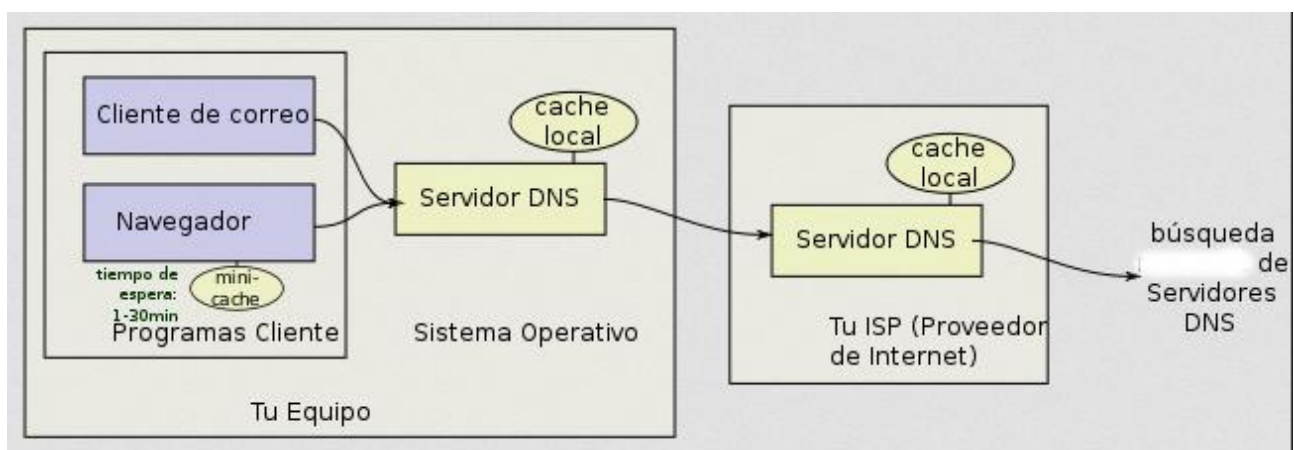 Cliente de correo
Navegador
tiempo de
espera:
1-30min
mini-
cache
Programas Cliente
cache
local
Servidor DNS
Sistema Operativo
Tu Equipo
cache
local
Servidor DNS
Tu ISP (Proveedor
de Internet)
búsqueda
de
Servidores
DNS